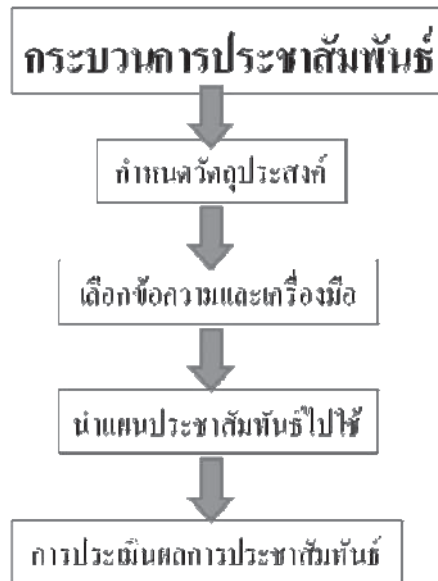 กระบวนการประชาสัมพันธ์
กำหนดวัตถุประสงค์
เลือกข้อความและเครื่องมือ
นำแผนประชาสัมพันธ์ไปใช้
การประเมินผลการประชาสัมพันธ์